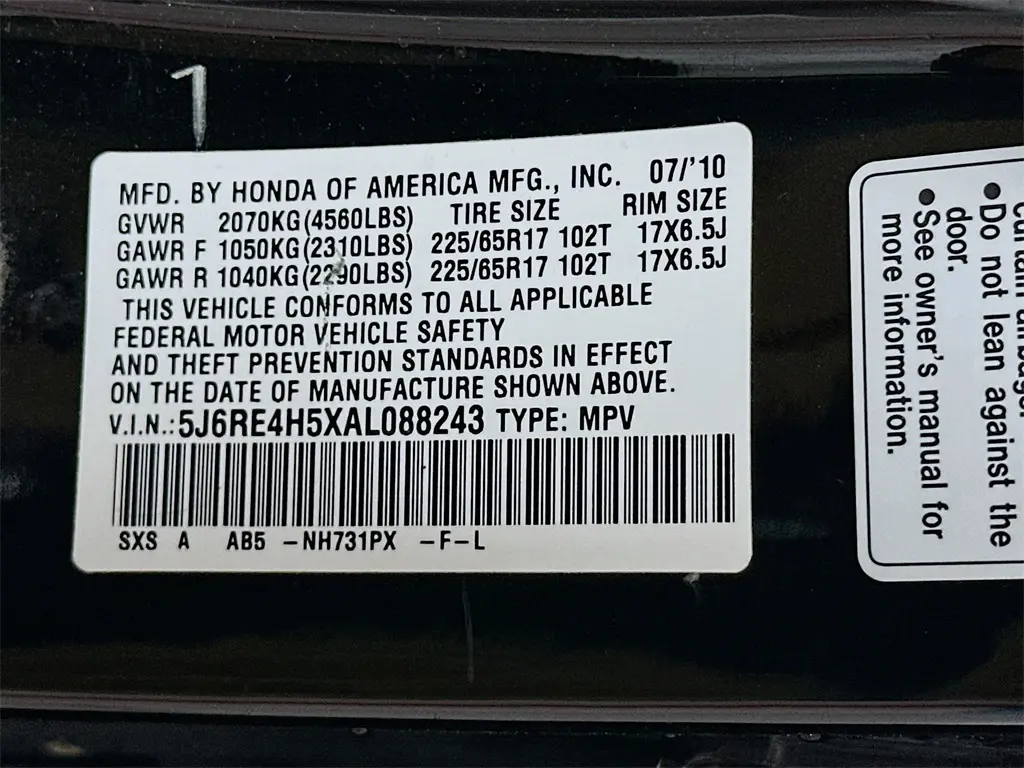 1
MFD. BY HONDA OF AMERICA MFG., INC. 07/'10
GVWR 2070KG(4560LBS) TIRE SIZE RIM SIZE
GAWR F 1050KG(2310LBS) 225/65R17 102T 17X6.5J
GAWR R 1040KG(2290LBS) 225/65R17 102T 17X6.5J
THIS VEHICLE CONFORMS TO ALL APPLICABLE
FEDERAL MOTOR VEHICLE SAFETY
AND THEFT PREVENTION STANDARDS IN EFFECT
ON THE DATE OF MANUFACTURE SHOWN ABOVE.
V.I.N.:5J6RE4H5XAL088243 TYPE: MPV
SXS A AB5 -NH731PX -F-L
• Do not lean against the
door.
• See owner's manual for
more information.